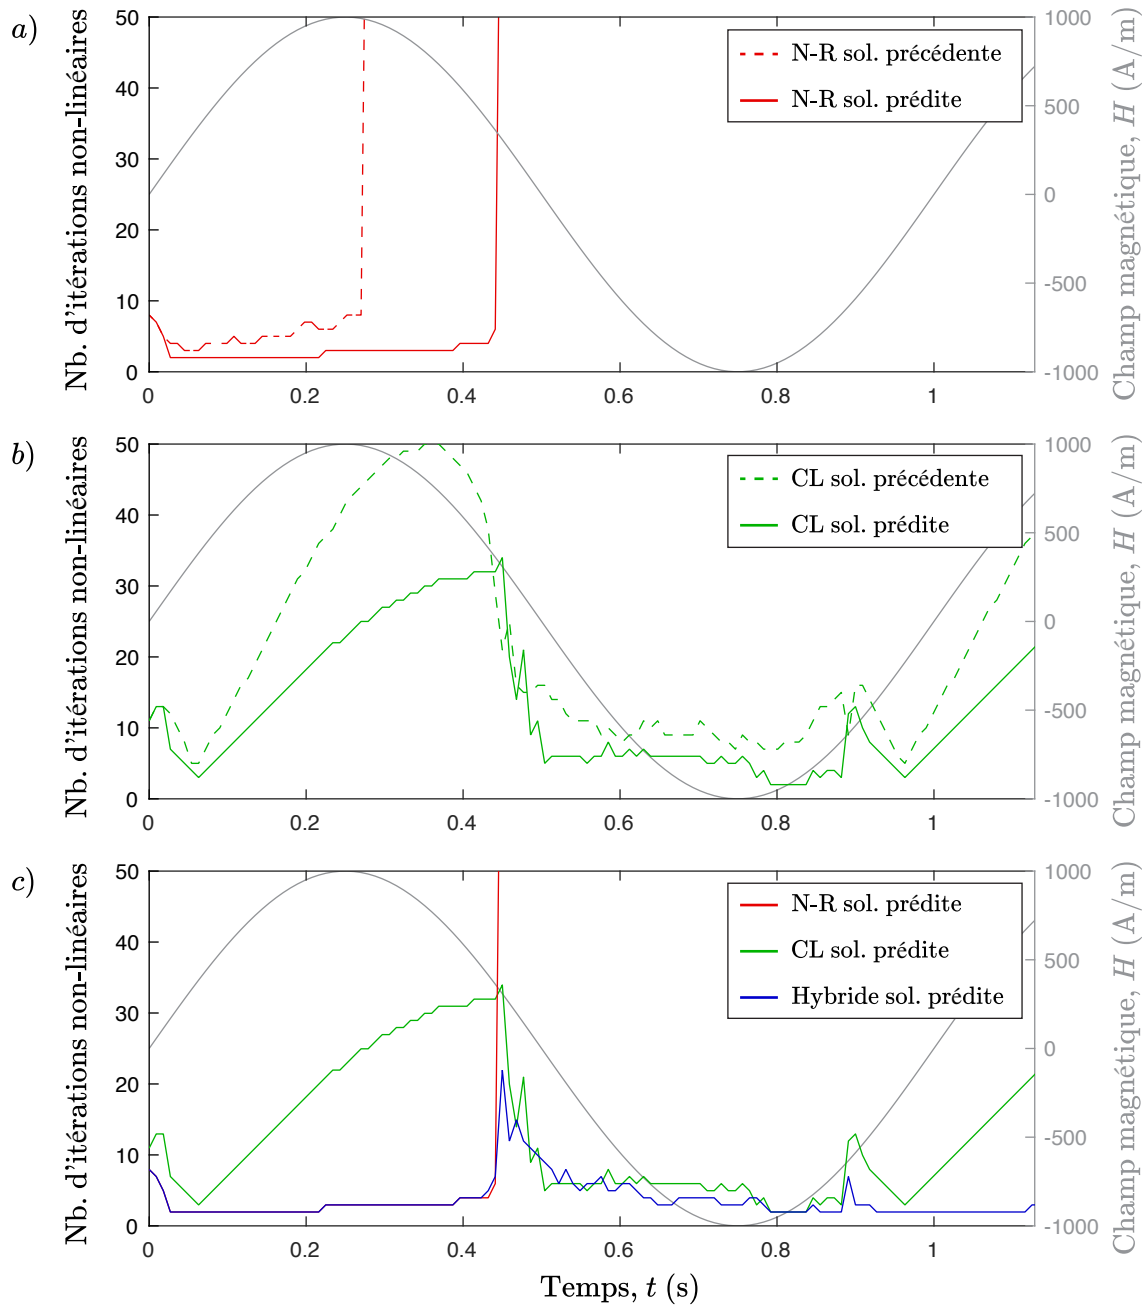 a)
50
40
30
20
10
0
Nb. d'itérations non-linéaires
N-R sol. précédente
N-R sol. prédite
1000
500
0
-500
-1000
Champ magnétique, H (A/m)
0 0.2 0.4 0.6 0.8 1
b)
50
40
30
20
10
0
Nb. d'itérations non-linéaires
CL sol. précédente
CL sol. prédite
1000
500
0
-500
-1000
Champ magnétique, H (A/m)
0 0.2 0.4 0.6 0.8 1
c)
50
40
30
20
10
0
Nb. d'itérations non-linéaires
N-R sol. prédite
CL sol. prédite
Hybride sol. prédite
1000
500
0
-500
-1000
Champ magnétique, H (A/m)
0 0.2 0.4 0.6 0.8 1
Temps, t (s)